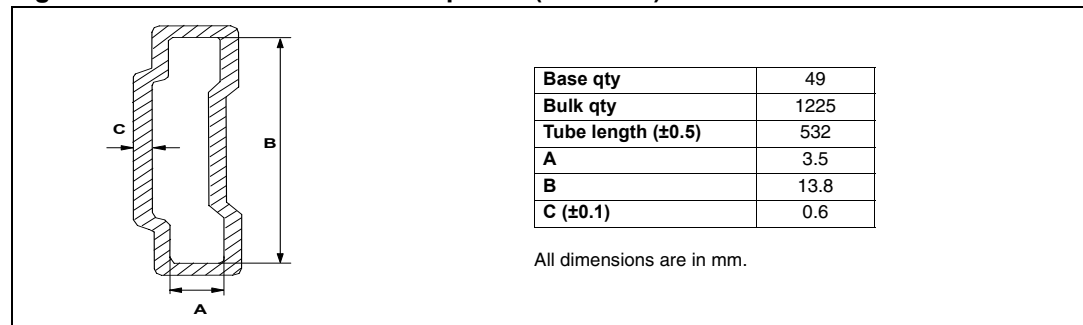 C
B
A
Base qty 49
Bulk qty 1225
Tube length (±0.5) 532
A 3.5
B 13.8
C (±0.1) 0.6
All dimensions are in mm.